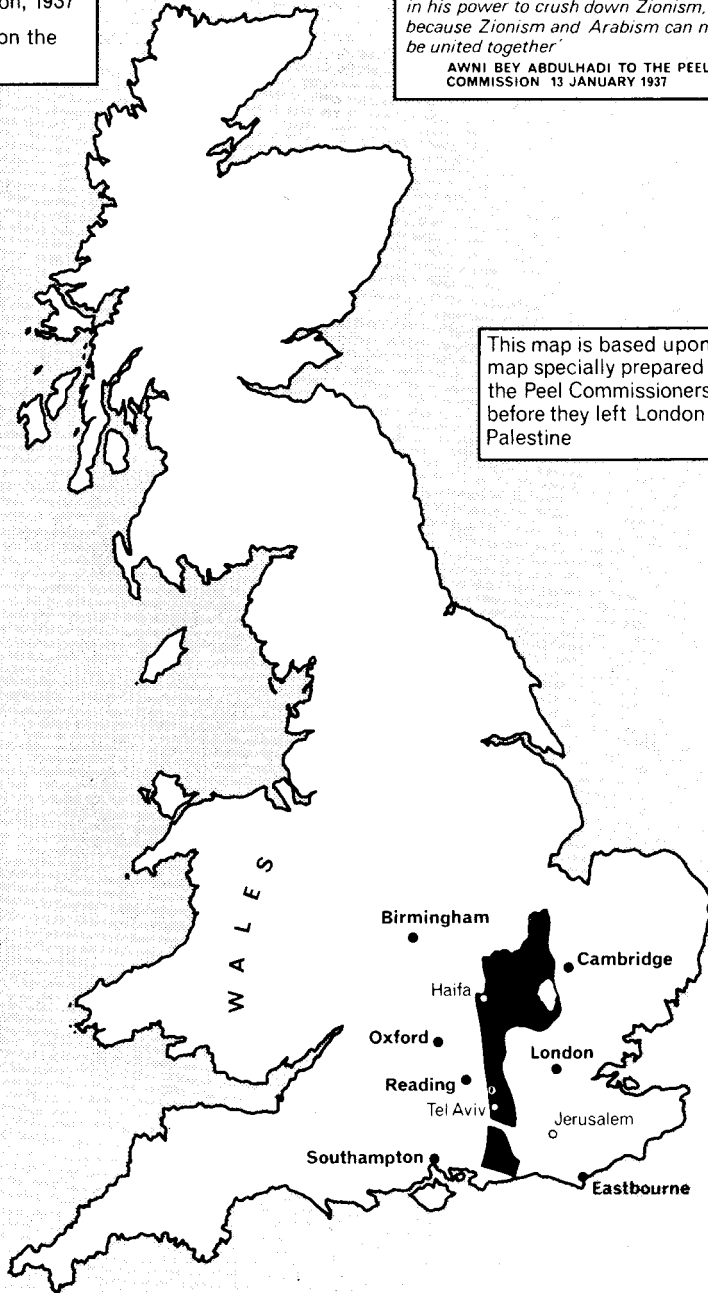 on, 1937
on the
in his power to crush down Zionism,
because Zionism and Arabism can
be united together´
AWNI BEY ABDULHADI TO THE PEEL
COMMISSION 13 JANUARY 1937
This map is based upon
map specially prepared
the Peel Commissioners
before they left London
Palestine
WALES
Birmingham
Cambridge
Haifa
Oxford
London
Reading
Tel Aviv
Jerusalem
Southampton
Eastbourne